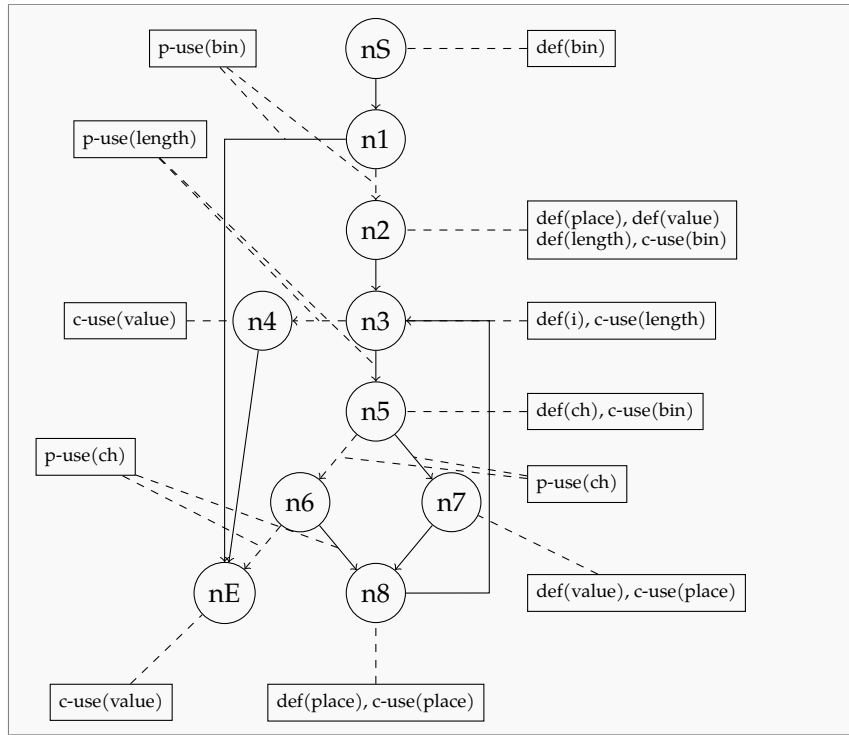 p-use(bin)
nS
def(bin)
p-use(length)
n1
n2
def(place), def(value)
def(length), c-use(bin)
c-use(value)
n4
n3
def(i), c-use(length)
n5
def(ch), c-use(bin)
p-use(ch)
n6
n7
p-use(ch)
nE
n8
def(value), c-use(place)
c-use(value)
def(place), c-use(place)